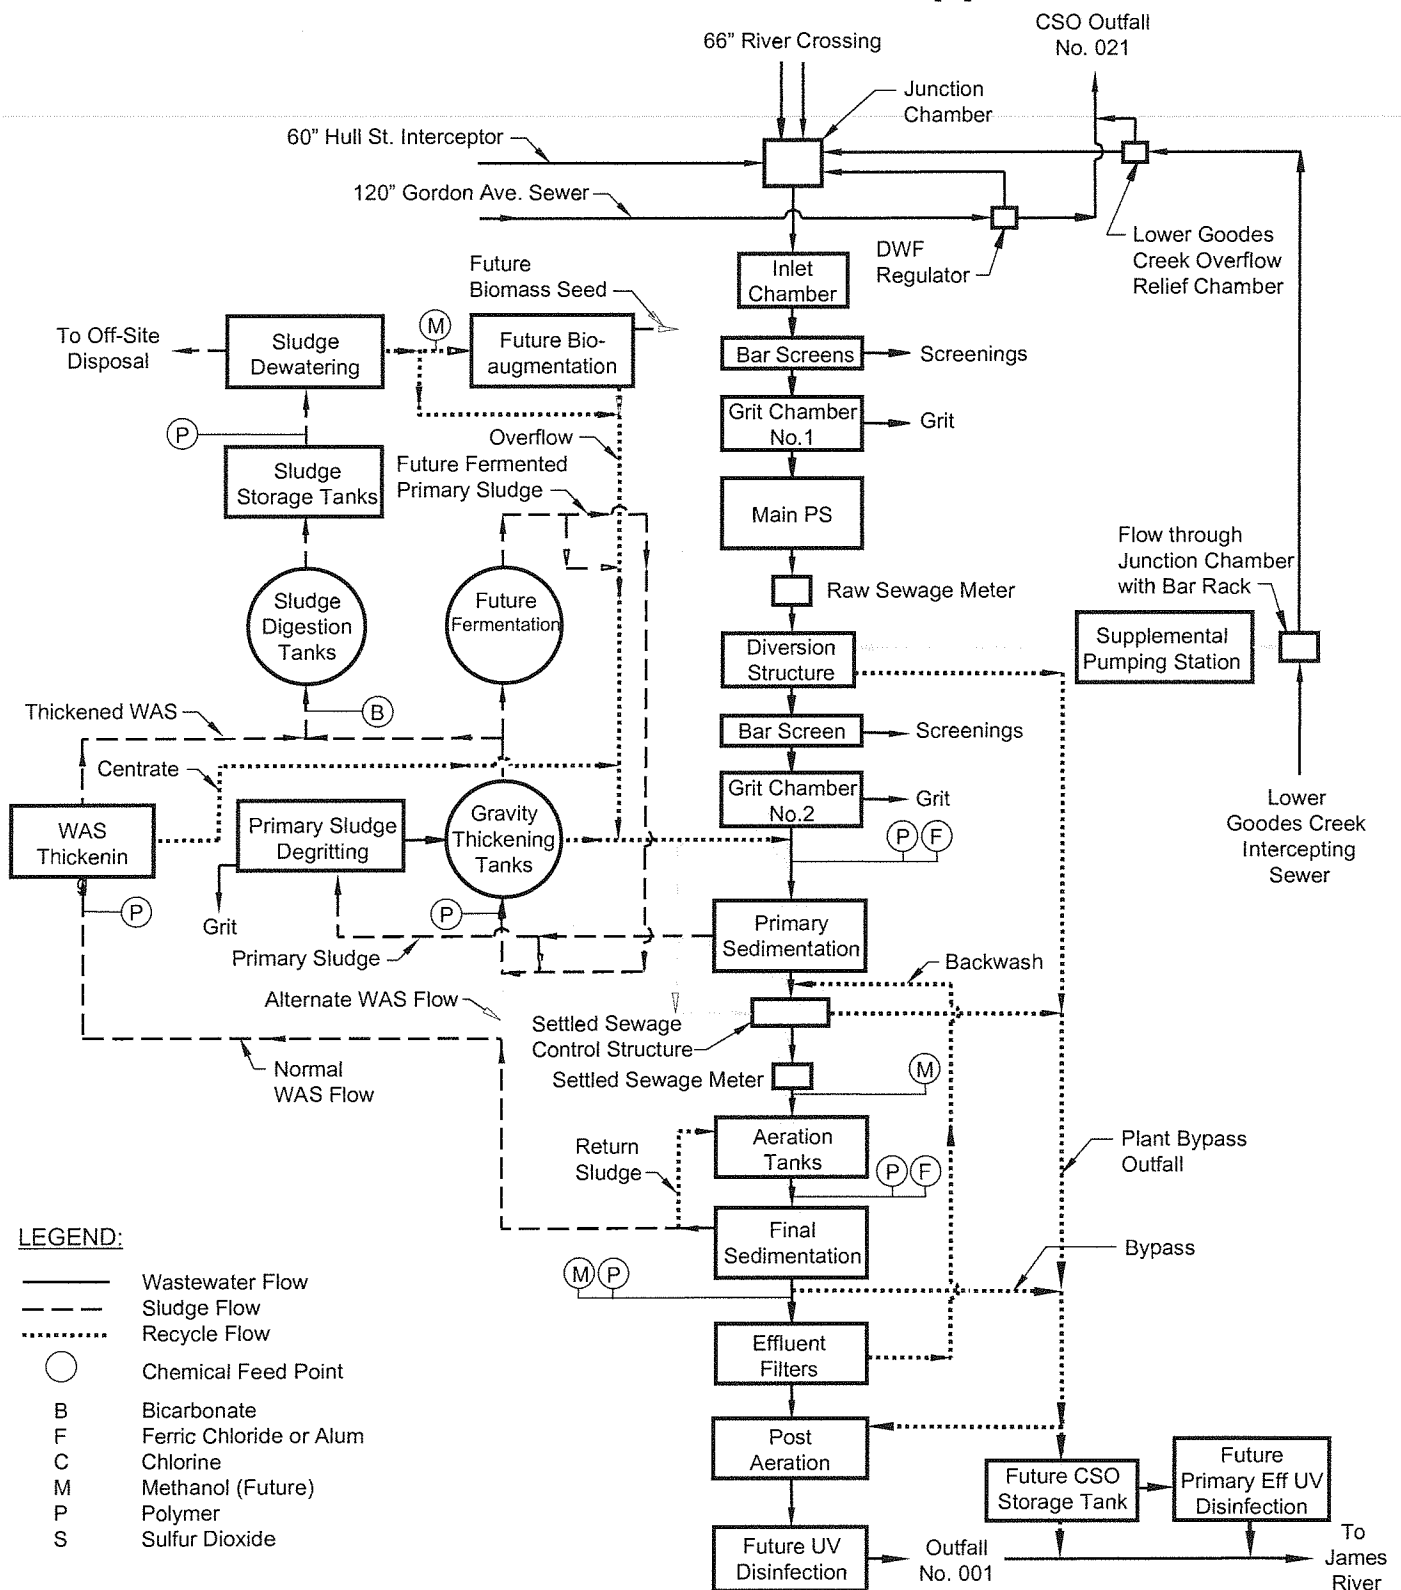 CSO Outfall
No. 021
66" River Crossing
Junction
Chamber
60" Hull St. Interceptor
120" Gordon Ave. Sewer
DWF
Regulator
Lower Goodes
Creek Overflow
Relief Chamber
Future
Biomass Seed
Inlet
Chamber
To Off-Site
Disposal
Sludge
Dewatering
M
Future Bio-
augmentation
Bar Screens
Screenings
Grit Chamber
No.1
Grit
P
Overflow
Future Fermented
Primary Sludge
Sludge
Storage Tanks
Main PS
Flow through
Junction Chamber
with Bar Rack
Sludge
Digestion
Tanks
Future
Fermentation
Raw Sewage Meter
Diversion
Structure
Supplemental
Pumping Station
Thickened WAS
B
Bar Screen
Screenings
Centrate
Grit Chamber
No.2
Grit
Lower
Goodes Creek
Intercepting
Sewer
WAS
Thickenin
g
Primary Sludge
Degritting
Gravity
Thickening
Tanks
P
F
P
Grit
P
Primary
Sedimentation
Primary Sludge
Backwash
Alternate WAS Flow
Settled Sewage
Control Structure
Normal
WAS Flow
Settled Sewage Meter
M
Return
Sludge
Aeration
Tanks
P
F
Plant Bypass
Outfall
Final
Sedimentation
Bypass
M
P
Effluent
Filters
Post
Aeration
Future CSO
Storage Tank
Future
Primary Eff UV
Disinfection
Future UV
Disinfection
Outfall
No. 001
To
James
River
LEGEND:
Wastewater Flow
Sludge Flow
Recycle Flow
Chemical Feed Point
B Bicarbonate
F Ferric Chloride or Alum
C Chlorine
M Methanol (Future)
P Polymer
S Sulfur Dioxide